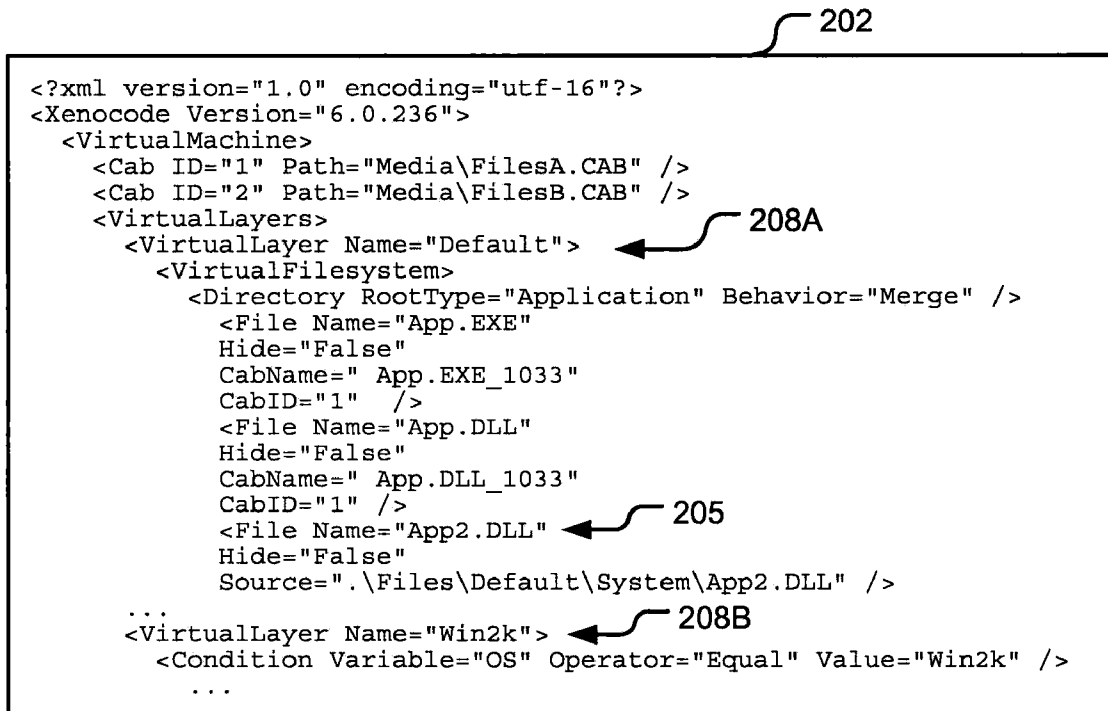 202
<?xml version="1.0" encoding="utf-16"?>
<Xenocode Version="6.0.236">
<VirtualMachine>
<Cab ID="1" Path="Media\FilesA.CAB" />
<Cab ID="2" Path="Media\FilesB.CAB" />
<VirtualLayers>
<VirtualLayer Name="Default"> 208A
<VirtualFilesystem>
<Directory RootType="Application" Behavior="Merge" />
<File Name="App.EXE"
Hide="False"
CabName=" App.EXE_1033"
CabID="1"  />
<File Name="App.DLL"
Hide="False"
CabName=" App.DLL_1033"
CabID="1" />
<File Name="App2.DLL" 205
Hide="False"
Source=".\Files\Default\System\App2.DLL" />
...
<VirtualLayer Name="Win2k"> 208B
<Condition Variable="OS" Operator="Equal" Value="Win2k" />
...